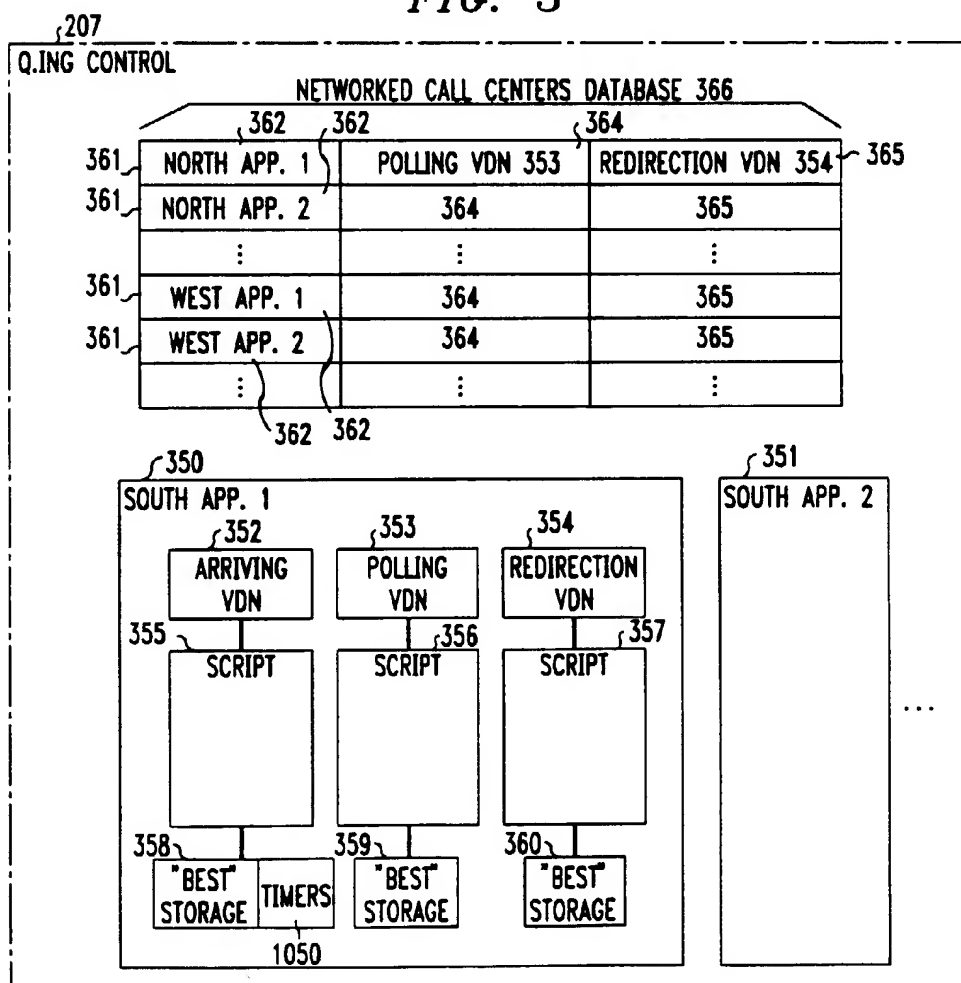 FIG. 3
207
Q.ING CONTROL
NETWORKED CALL CENTERS DATABASE 366
362 362 364
361 NORTH APP. 1 POLLING VDN 353 REDIRECTION VDN 354 365
361 NORTH APP. 2 364 365
⋮ ⋮ ⋮
361 WEST APP. 1 364 365
361 WEST APP. 2 364 365
⋮ ⋮ ⋮
362 362
350 351
SOUTH APP. 1 SOUTH APP. 2
352 353 354
ARRIVING VDN POLLING VDN REDIRECTION VDN
355 356 357
SCRIPT SCRIPT SCRIPT
...
358 359 360
"BEST" STORAGE TIMERS "BEST" STORAGE "BEST" STORAGE
1050